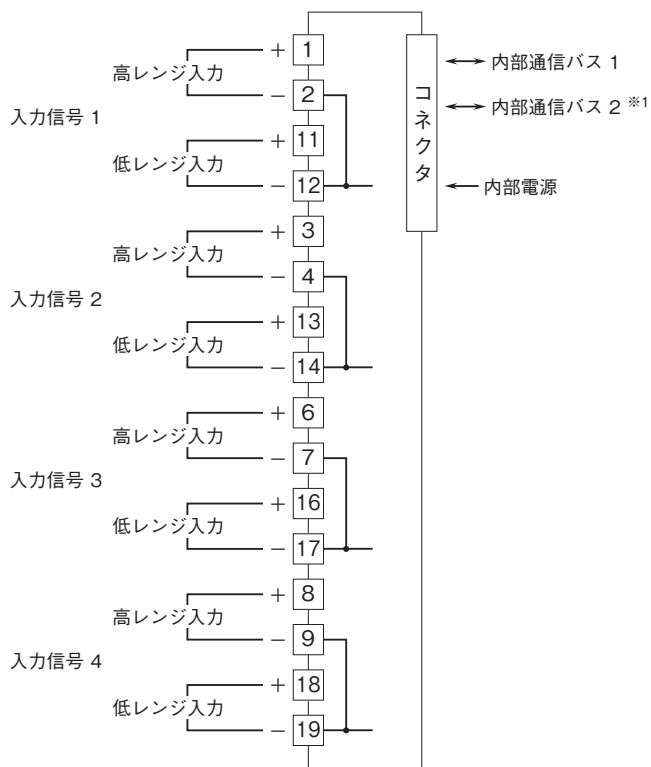 入力信号 1
高レンジ入力
+ 1
− 2
低レンジ入力
+ 11
− 12
入力信号 2
高レンジ入力
+ 3
− 4
低レンジ入力
+ 13
− 14
入力信号 3
高レンジ入力
+ 6
− 7
低レンジ入力
+ 16
− 17
入力信号 4
高レンジ入力
+ 8
− 9
低レンジ入力
+ 18
− 19
コネクタ
内部通信バス 1
内部通信バス 2 ※1
内部電源